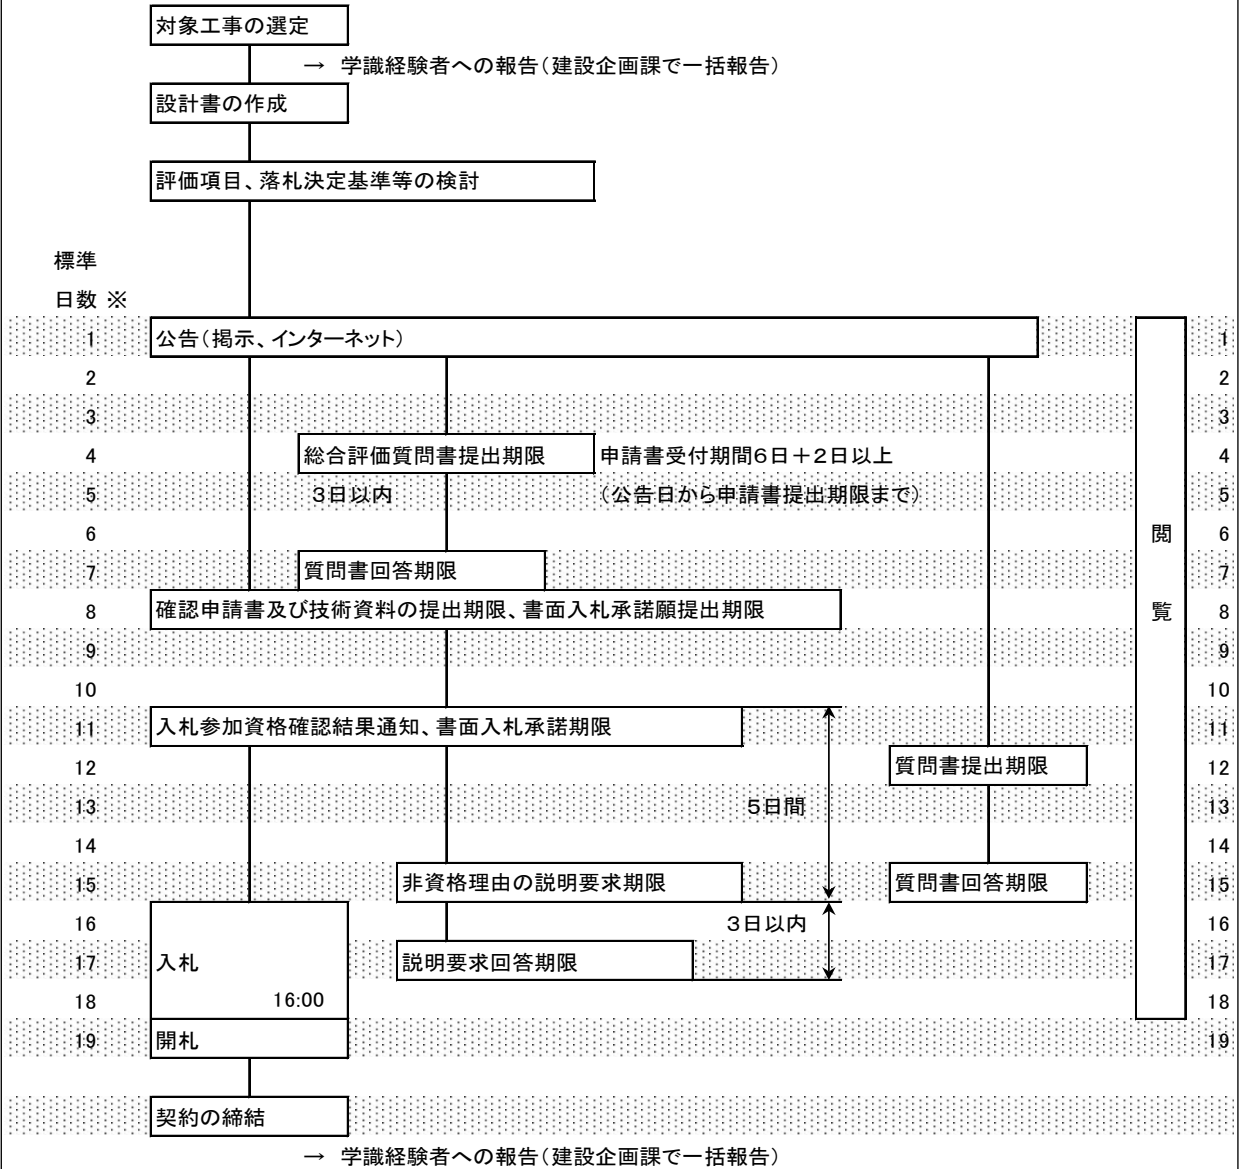 対象工事の選定
→ 学識経験者への報告(建設企画課で一括報告)
設計書の作成
評価項目、落札決定基準等の検討
標準
日数 ※
1 公告(掲示、インターネット) 1
2 2
3 3
4 総合評価質問書提出期限 申請書受付期間6日+2日以上 4
5 3日以内 (公告日から申請書提出期限まで) 5
6 閲 6
7 質問書回答期限 7
8 確認申請書及び技術資料の提出期限、書面入札承諾願提出期限 覧 8
9 9
10 10
11 入札参加資格確認結果通知、書面入札承諾期限 11
12 質問書提出期限 12
13 5日間 13
14 14
15 非資格理由の説明要求期限 質問書回答期限 15
16 3日以内 16
17 入札 説明要求回答期限 17
18 16:00 18
19 開札 19
契約の締結
→ 学識経験者への報告(建設企画課で一括報告)